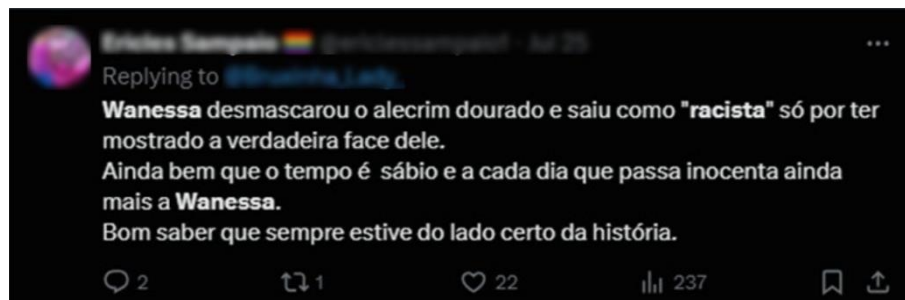 Replying to
Wanessa desmascarou o alecrim dourado e saiu como "racista" só por ter
mostrado a verdadeira face dele.
Ainda bem que o tempo é sábio e a cada dia que passa inocenta ainda
mais a Wanessa.
Bom saber que sempre estive do lado certo da história.
2 1 22 237